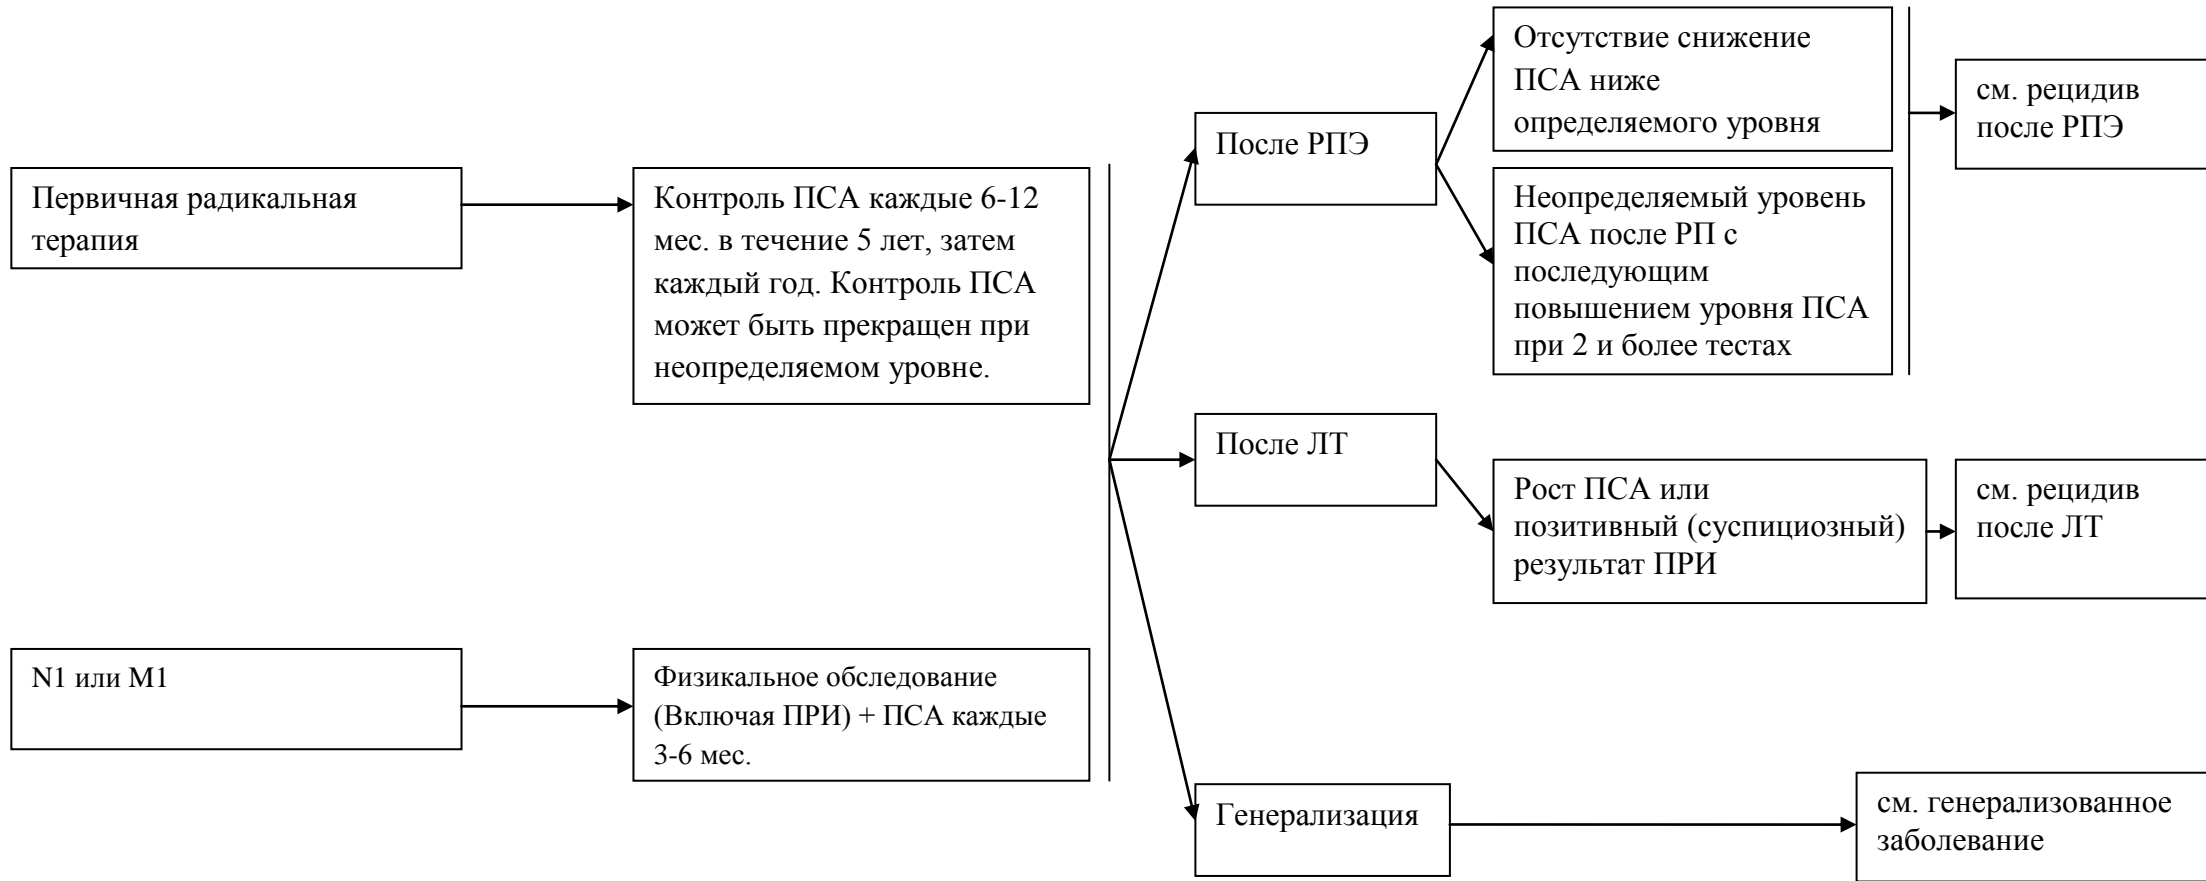 Первичная радикальная
терапия
Контроль ПСА каждые 6-12
мес. в течение 5 лет, затем
каждый год. Контроль ПСА
может быть прекращен при
неопределяемом уровне.
После РПЭ
Отсутствие снижение
ПСА ниже
определяемого уровня
Неопределяемый уровень
ПСА после РП с
последующим
повышением уровня ПСА
при 2 и более тестах
см. рецидив
после РПЭ
После ЛТ
Рост ПСА или
позитивный (суспициозный)
результат ПРИ
см. рецидив
после ЛТ
N1 или М1
Физикальное обследование
(Включая ПРИ) + ПСА каждые
3-6 мес.
Генерализация
см. генерализованное
заболевание